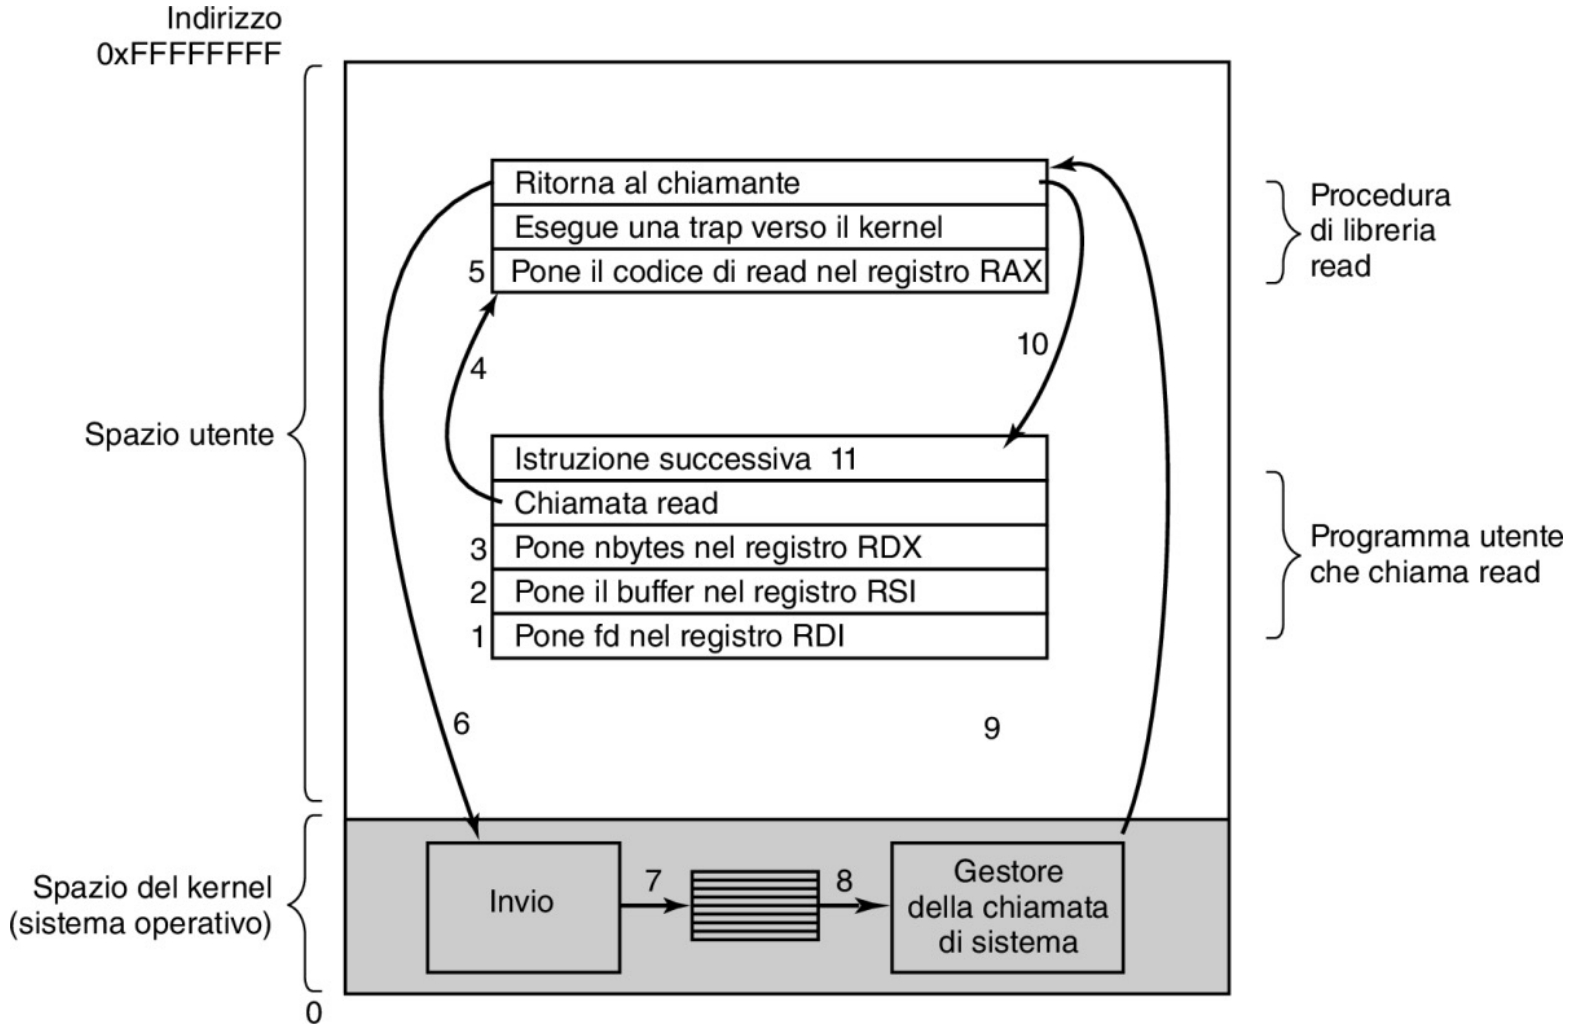 Indirizzo
0xFFFFFFFF
Ritorna al chiamante
Esegue una trap verso il kernel
5 Pone il codice di read nel registro RAX
Procedura
di libreria
read
4
10
Spazio utente
Istruzione successiva 11
Chiamata read
3 Pone nbytes nel registro RDX
2 Pone il buffer nel registro RSI
1 Pone fd nel registro RDI
Programma utente
che chiama read
6
9
Spazio del kernel
(sistema operativo)
Invio
7
8
Gestore
della chiamata
di sistema
0